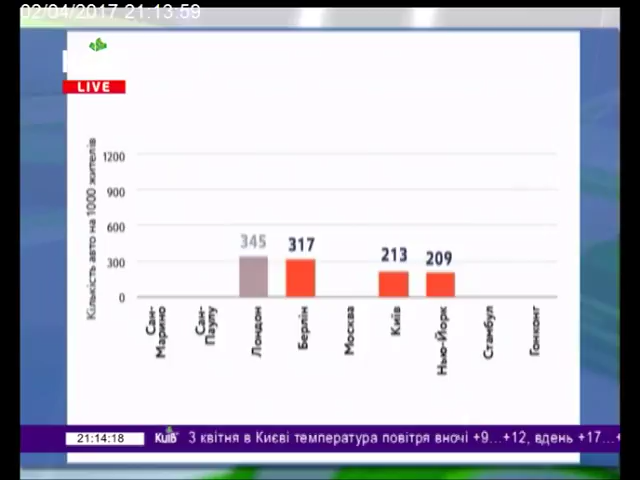 02/04/2017 21:13:59
LIVE
Кількість авто на 1000 жителів
1200
900
600
300
0
345
317
213
209
Сан-
Марино
Сан-
Паулу
Лондон
Берлін
Москва
Київ
Нью-Йорк
Станбул
Гонконг
21:14:18
Київ
3 квітня в Києві температура повітря вночі +9...+12, вдень +17...+